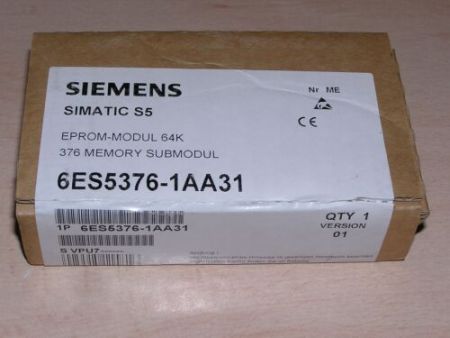 SIEMENS
Nr ME
SIMATIC S5
CE
EPROM-MODUL 64K
376 MEMORY SUBMODUL
6ES5376-1AA31
1P 6ES5376-1AA31
QTY 1
VERSION
01
S VPU7